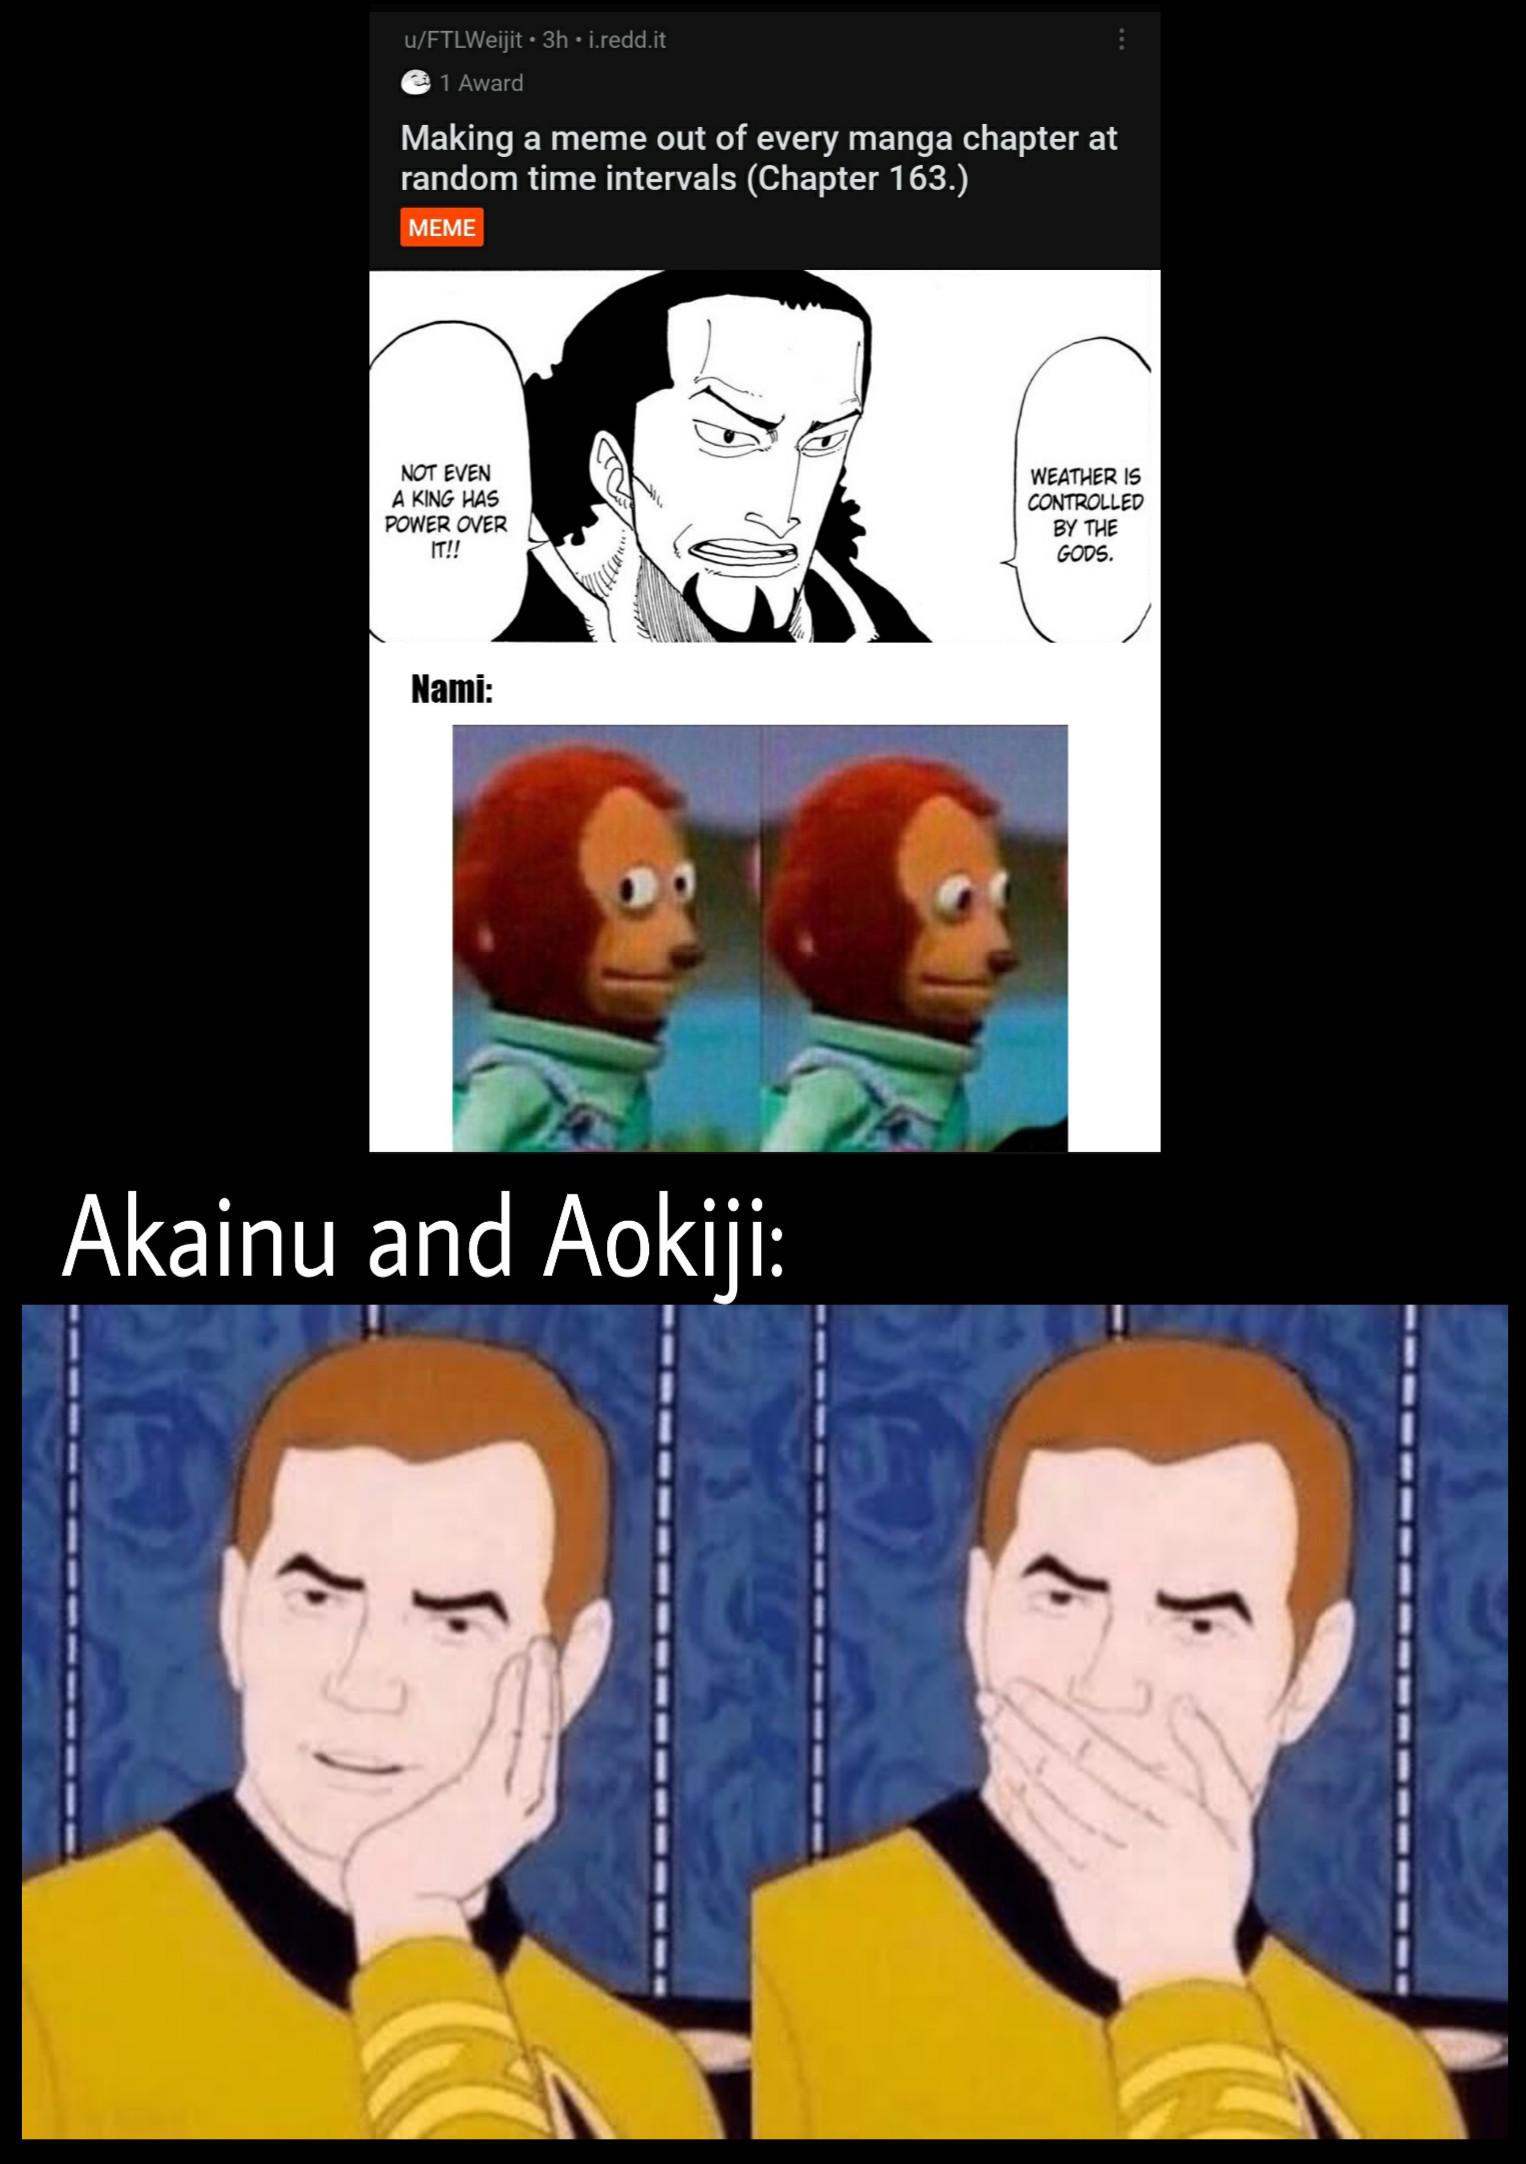 u/FTLWeijit • 3h • i.redd.it
1 Award
Making a meme out of every manga chapter at
random time intervals (Chapter 163.)
MEME
WEATHER IS
CONTROLLED
BY THE
GODS.
NOT EVEN
A KING HAS
POWER OVER
IT!!
Nami:
Akainu and Aokiji: